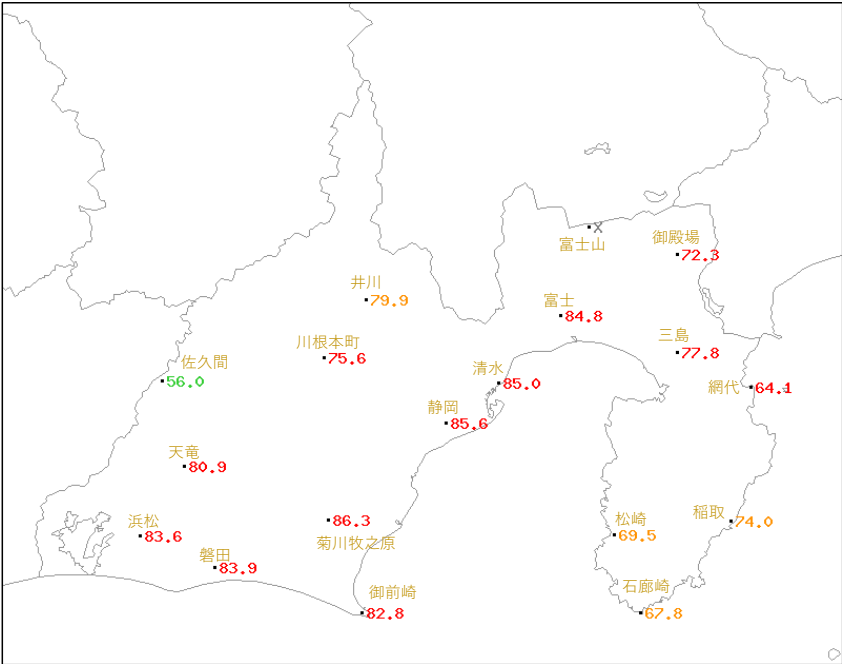 ×
富士山
御殿場
72.3
井川
79.9
富士
84.8
川根本町
75.6
三島
77.8
佐久間
56.0
清水
85.0
網代
64.1
静岡
85.6
天竜
80.9
浜松
83.6
86.3
菊川牧之原
松崎
69.5
稲取
74.0
磐田
83.9
御前崎
82.8
石廊崎
67.8